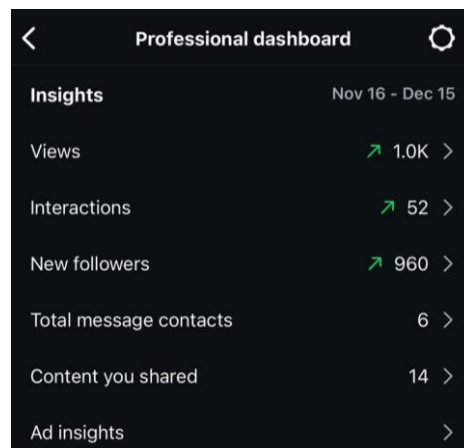 Professional dashboard
Insights Nov 16 - Dec 15
Views 1.0K
Interactions 52
New followers 960
Total message contacts 6
Content you shared 14
Ad insights